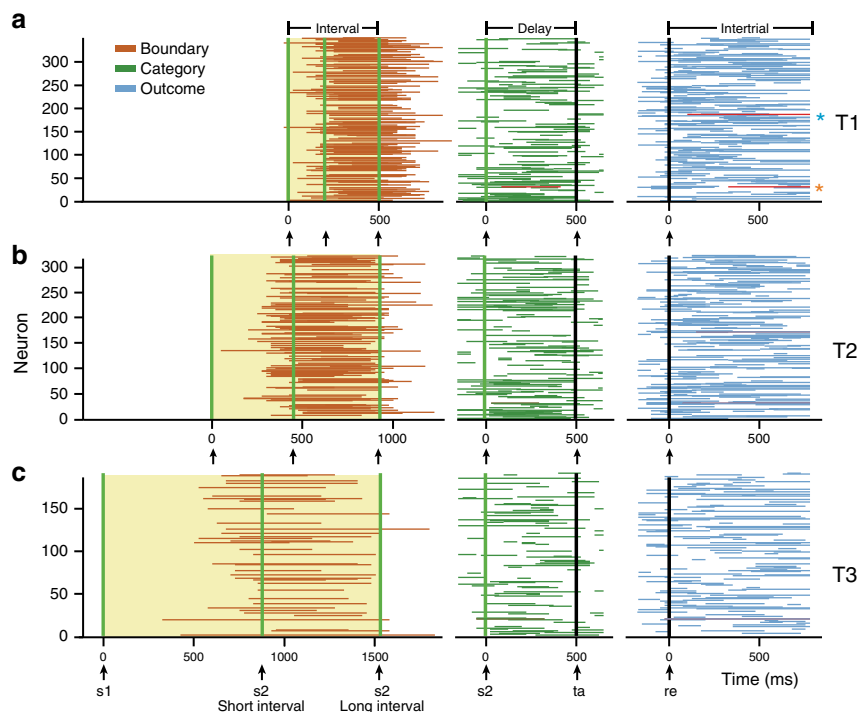 a
Interval
Delay
Intertrial
Boundary
Category
Outcome
300
250
200
150
100
50
0
0
500
0
500
0
500
*
*
T1
b
300
250
200
150
100
50
0
0
500
1000
0
500
0
500
T2
Neuron
c
150
100
50
0
0
500
1000
1500
0
500
0
500
T3
Time (ms)
s1
s2
Short interval
s2
Long interval
s2
ta
re